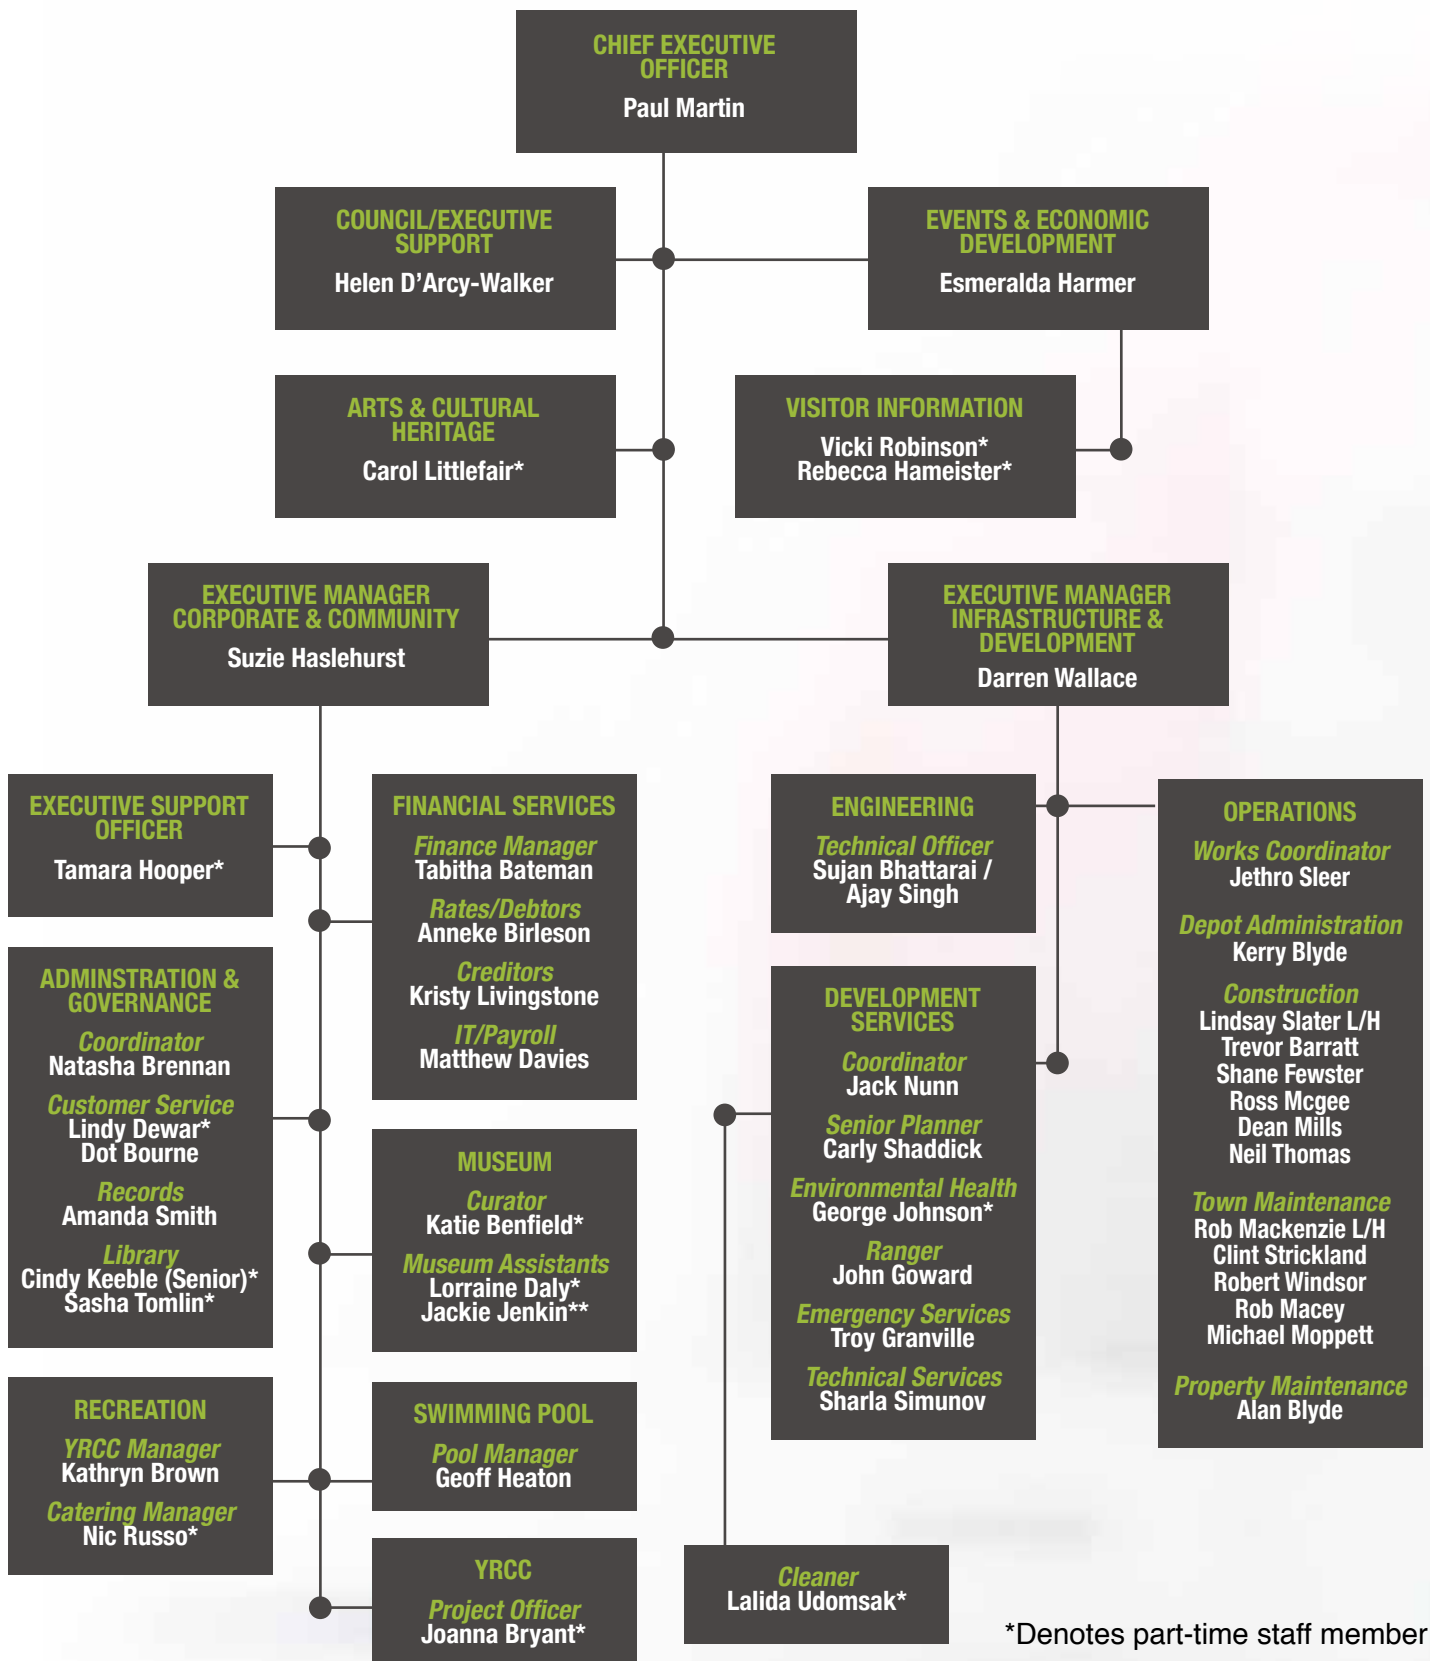 CHIEF EXECUTIVE
OFFICER
Paul Martin
COUNCIL/EXECUTIVE
SUPPORT
Helen D’Arcy-Walker
EVENTS & ECONOMIC
DEVELOPMENT
Esmeralda Harmer
ARTS & CULTURAL
HERITAGE
Carol Littlefair*
VISITOR INFORMATION
Vicki Robinson*
Rebecca Hameister*
EXECUTIVE MANAGER
CORPORATE & COMMUNITY
Suzie Haslehurst
EXECUTIVE MANAGER
INFRASTRUCTURE &
DEVELOPMENT
Darren Wallace
EXECUTIVE SUPPORT
OFFICER
Tamara Hooper*
ADMINSTRATION &
GOVERNANCE
Coordinator
Natasha Brennan
Customer Service
Lindy Dewar*
Dot Bourne
Records
Amanda Smith
Library
Cindy Keeble (Senior)*
Sasha Tomlin*
RECREATION
YRCC Manager
Kathryn Brown
Catering Manager
Nic Russo*
FINANCIAL SERVICES
Finance Manager
Tabitha Bateman
Rates/Debtors
Anneke Birleson
Creditors
Kristy Livingstone
IT/Payroll
Matthew Davies
MUSEUM
Curator
Katie Benfield*
Museum Assistants
Lorraine Daly*
Jackie Jenkin**
SWIMMING POOL
Pool Manager
Geoff Heaton
YRCC
Project Officer
Joanna Bryant*
ENGINEERING
Technical Officer
Sujan Bhattarai /
Ajay Singh
DEVELOPMENT
SERVICES
Coordinator
Jack Nunn
Senior Planner
Carly Shaddick
Environmental Health
George Johnson*
Ranger
John Goward
Emergency Services
Troy Granville
Technical Services
Sharla Simunov
Cleaner
Lalida Udomsak*
OPERATIONS
Works Coordinator
Jethro Sleer
Depot Administration
Kerry Blyde
Construction
Lindsay Slater L/H
Trevor Barratt
Shane Fewster
Ross Mcgee
Dean Mills
Neil Thomas
Town Maintenance
Rob Mackenzie L/H
Clint Strickland
Robert Windsor
Rob Macey
Michael Moppett
Property Maintenance
Alan Blyde
*Denotes part-time staff member